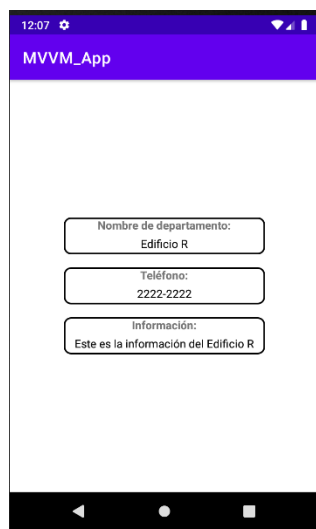 12:07
MVVM_App
Nombre de departamento:
Edificio R
Teléfono:
2222-2222
Información:
Este es la información del Edificio R